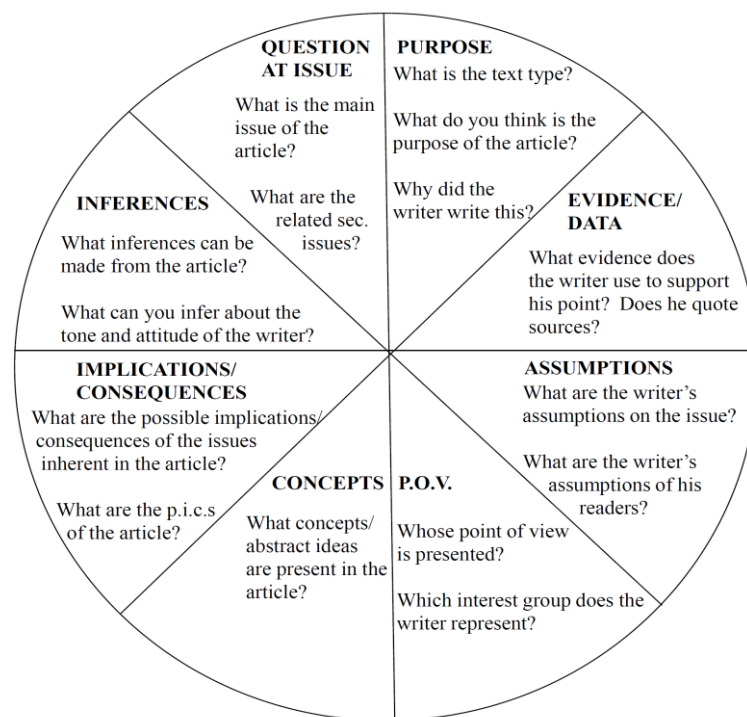 QUESTION
AT ISSUE
What is the main
issue of the
article?
What are the
related sec.
issues?
PURPOSE
What is the text type?
What do you think is the
purpose of the article?
Why did the
writer write this?
EVIDENCE/
DATA
What evidence does
the writer use to support
his point? Does he quote
sources?
ASSUMPTIONS
What are the writer's
assumptions on the issue?
What are the writer's
assumptions of his
readers?
P.O.V.
Whose point of view
is presented?
Which interest group does the
writer represent?
CONCEPTS
What concepts/
abstract ideas
are present in the
article?
IMPLICATIONS/
CONSEQUENCES
What are the possible implications/
consequences of the issues
inherent in the article?
What are the p.i.c.s
of the article?
INFERENCES
What inferences can be
made from the article?
What can you infer about the
tone and attitude of the writer?